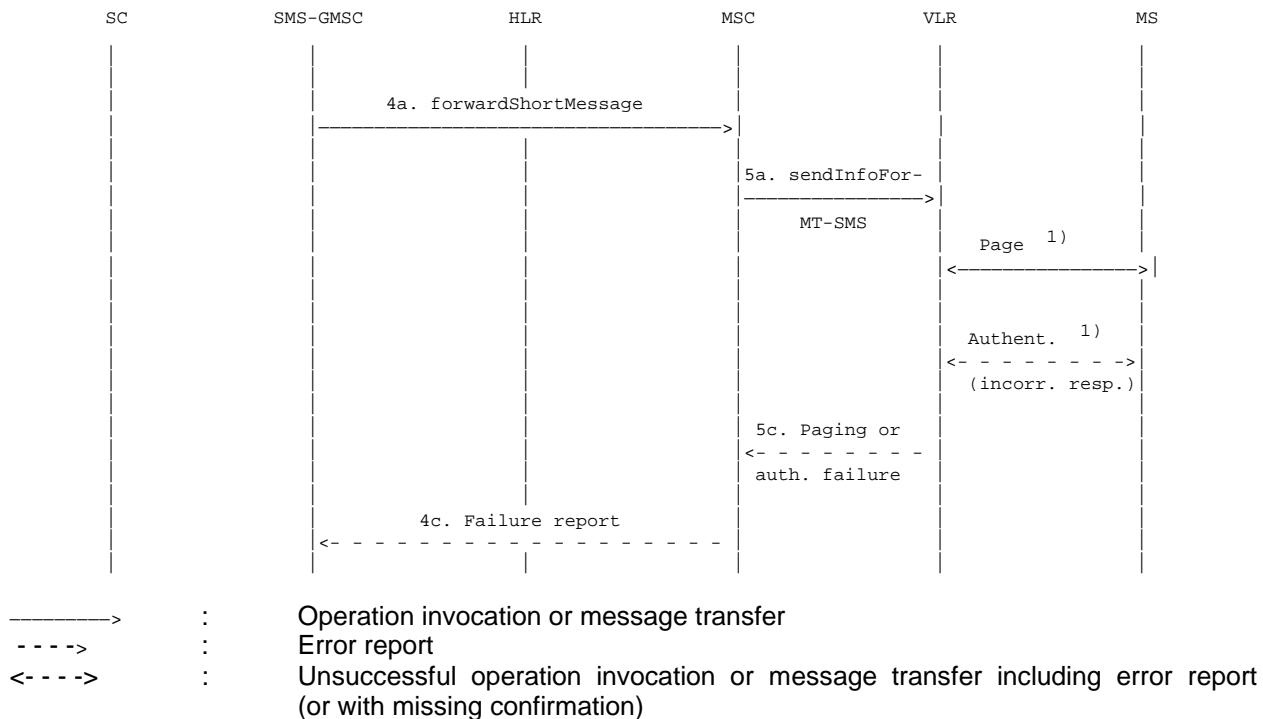 SC SMS-GMSC HLR MSC VLR MS
4a. forwardShortMessage
5a. sendInfoFor-
MT-SMS
Page 1)
Authent. 1)
(incorr. resp.)
5c. Paging or
auth. failure
4c. Failure report
: Operation invocation or message transfer
: Error report
: Unsuccessful operation invocation or message transfer including error report
(or with missing confirmation)